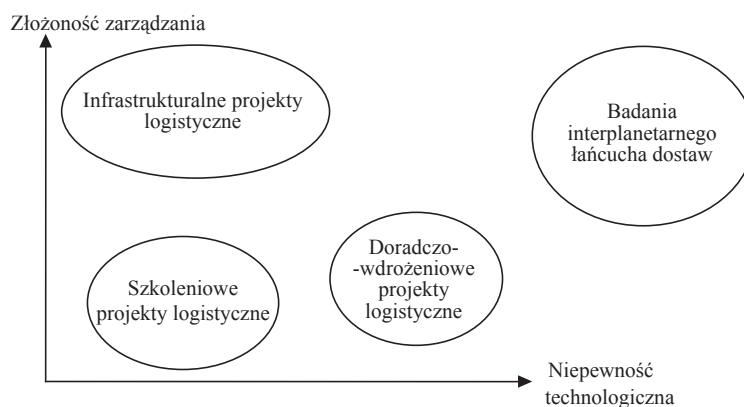 Złożoność zarządzania
Infrastrukturalne projekty
logistyczne
Badania
interplanetarnego
łańcucha dostaw
Doradczo-
-wdrożeniowe
projekty
logistyczne
Szkoleniowe
projekty logistyczne
Niepewność
technologiczna